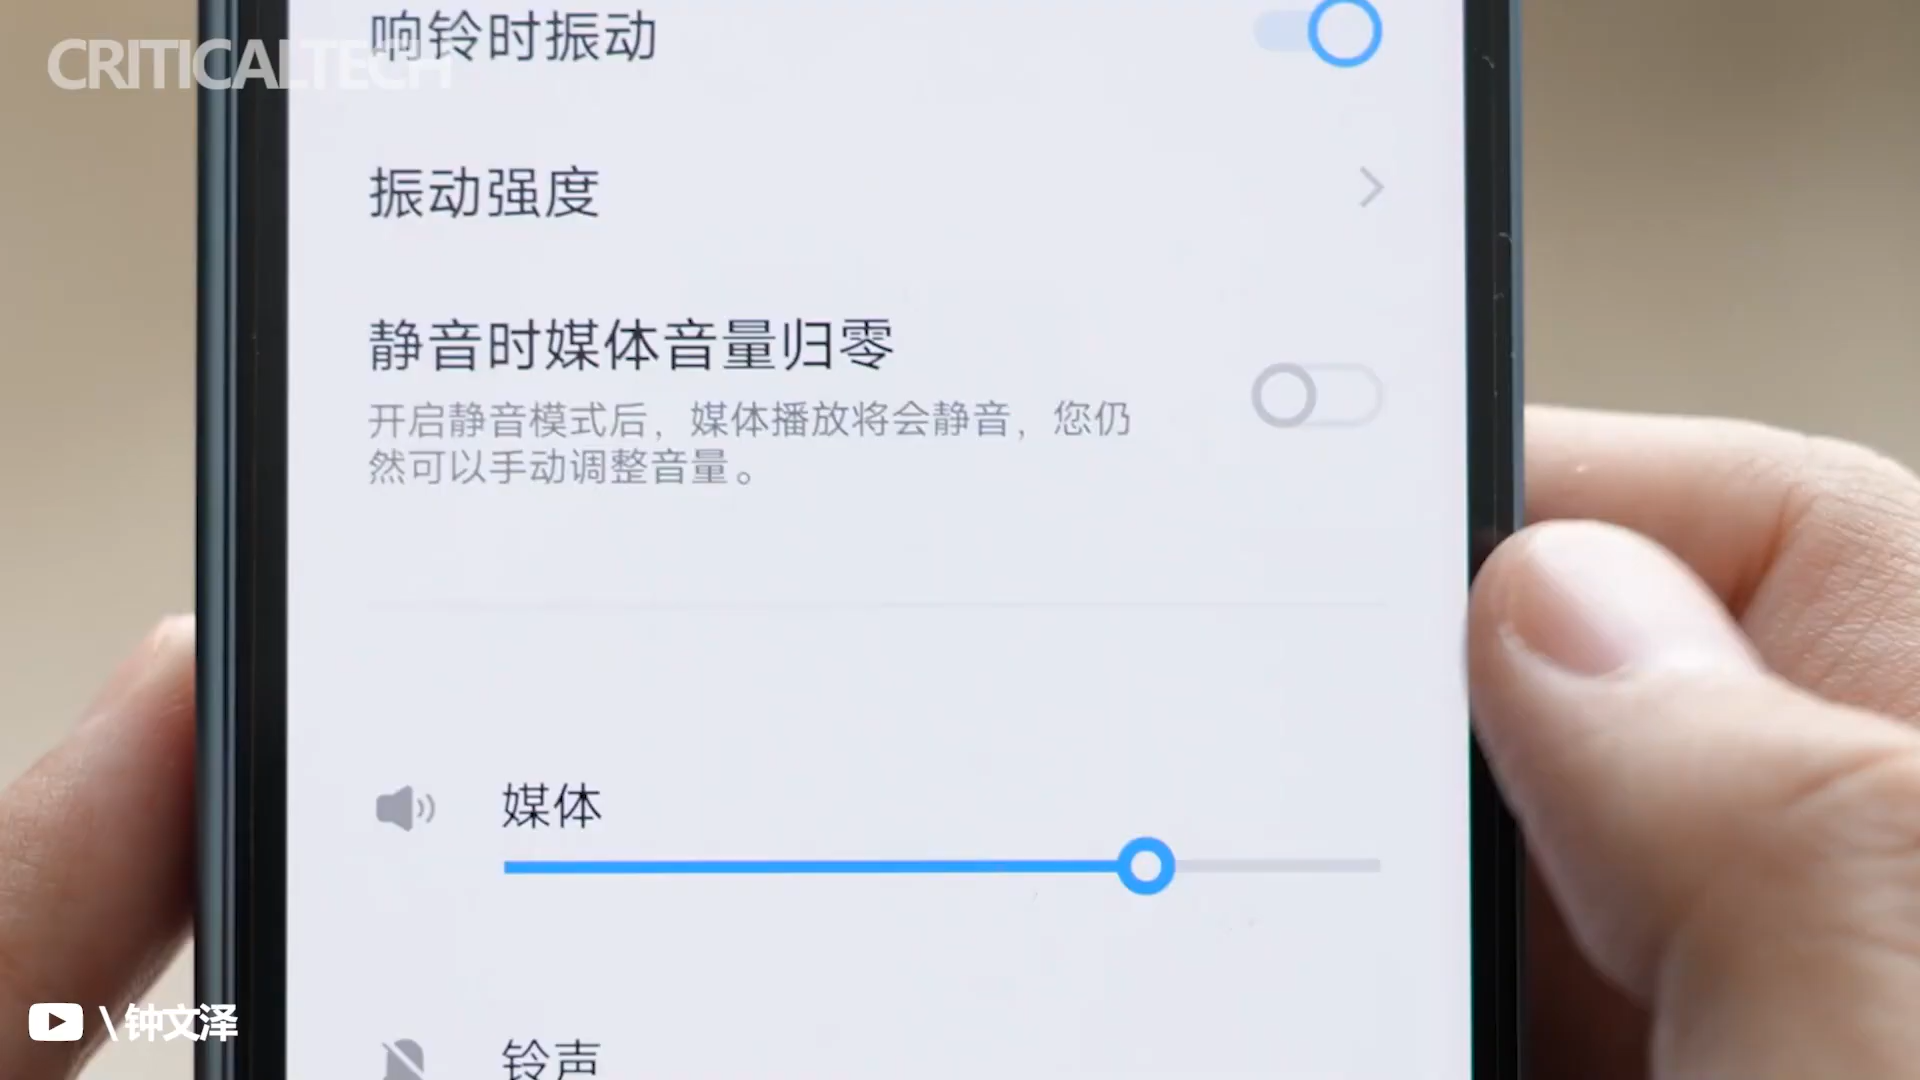 CRITICALTECH
响铃时振动
振动强度
静音时媒体音量归零
开启静音模式后，媒体播放将会静音，您仍
然可以手动调整音量。
媒体
铃声
\钟文泽